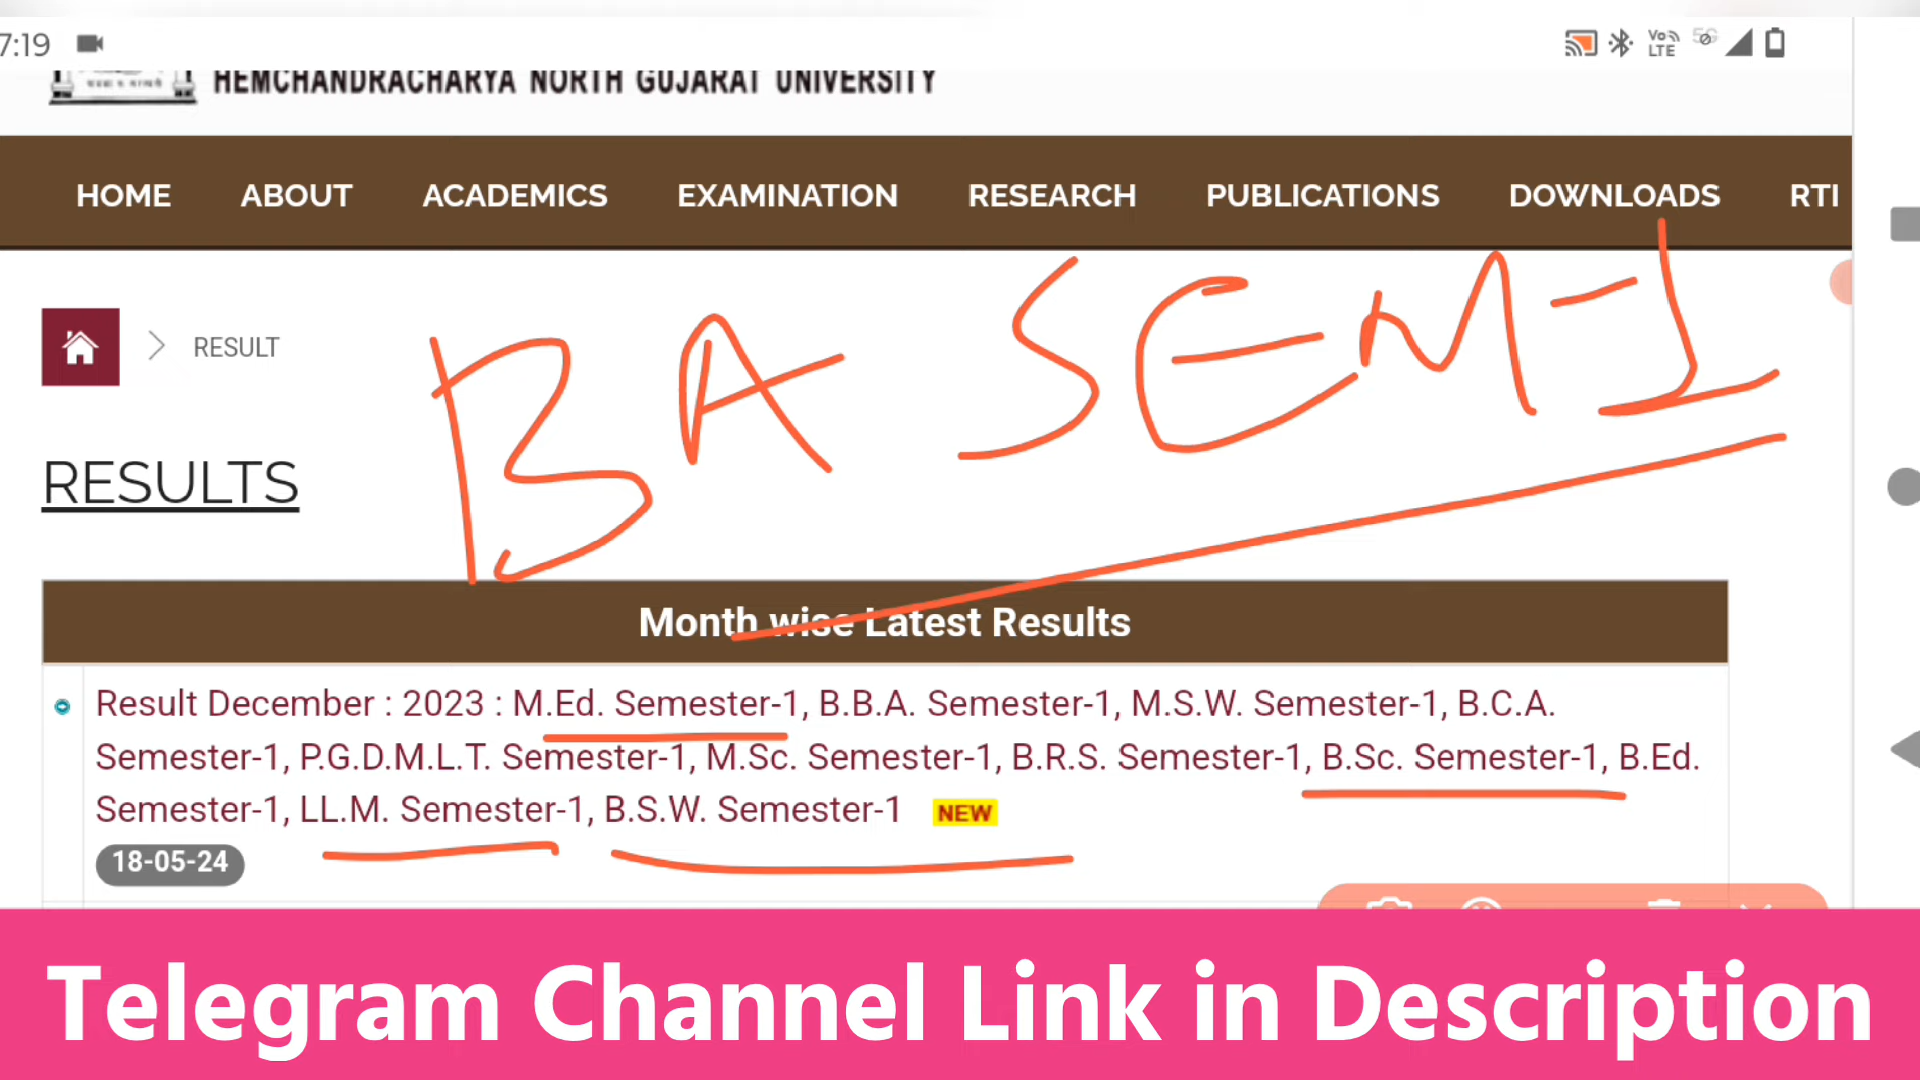 7:19
Vo
LTE
5G
HEMCHANDRACHARYA NORTH GUJARAT UNIVERSITY
HOME ABOUT ACADEMICS EXAMINATION RESEARCH PUBLICATIONS DOWNLOADS RTI
BA SEM-1
RESULT
RESULTS
Month wise Latest Results
Result December : 2023 : M.Ed. Semester-1, B.B.A. Semester-1, M.S.W. Semester-1, B.C.A.
Semester-1, P.G.D.M.L.T. Semester-1, M.Sc. Semester-1, B.R.S. Semester-1, B.Sc. Semester-1, B.Ed.
Semester-1, LL.M. Semester-1, B.S.W. Semester-1 NEW
18-05-24
Telegram Channel Link in Description